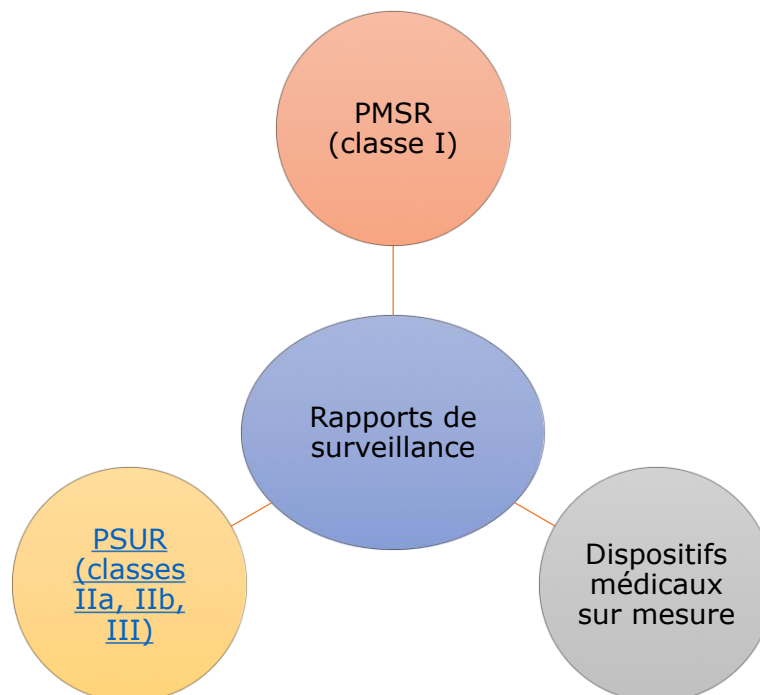 PMSR
(classe I)
Rapports de
surveillance
PSUR
(classes
IIa, IIb,
III)
Dispositifs
médicaux
sur mesure